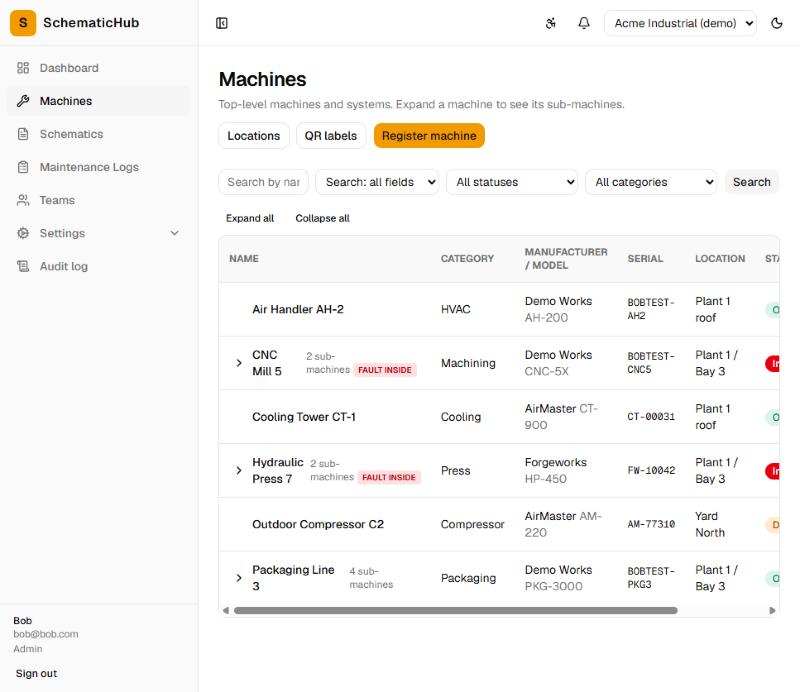 S SchematicHub
Acme Industrial (demo)
Dashboard
Machines
Schematics
Maintenance Logs
Teams
Settings
Audit log
Bob
bob@bob.com
Admin
Sign out
Machines
Top-level machines and systems. Expand a machine to see its sub-machines.
Locations QR labels Register machine
Search by nar Search: all fields All statuses All categories Search
Expand all Collapse all
NAME CATEGORY MANUFACTURER / MODEL SERIAL LOCATION STA
Air Handler AH-2 HVAC Demo Works AH-200 BOBTEST-AH2 Plant 1 roof O
CNC Mill 5 2 sub-machines FAULT INSIDE Machining Demo Works CNC-5X BOBTEST-CNC5 Plant 1 / Bay 3 In
Cooling Tower CT-1 Cooling AirMaster CT-900 CT-00031 Plant 1 roof O
Hydraulic Press 7 2 sub-machines FAULT INSIDE Press Forgeworks HP-450 FW-10042 Plant 1 / Bay 3 In
Outdoor Compressor C2 Compressor AirMaster AM-220 AM-77310 Yard North D
Packaging Line 3 4 sub-machines Packaging Demo Works PKG-3000 BOBTEST-PKG3 Plant 1 / Bay 3 O